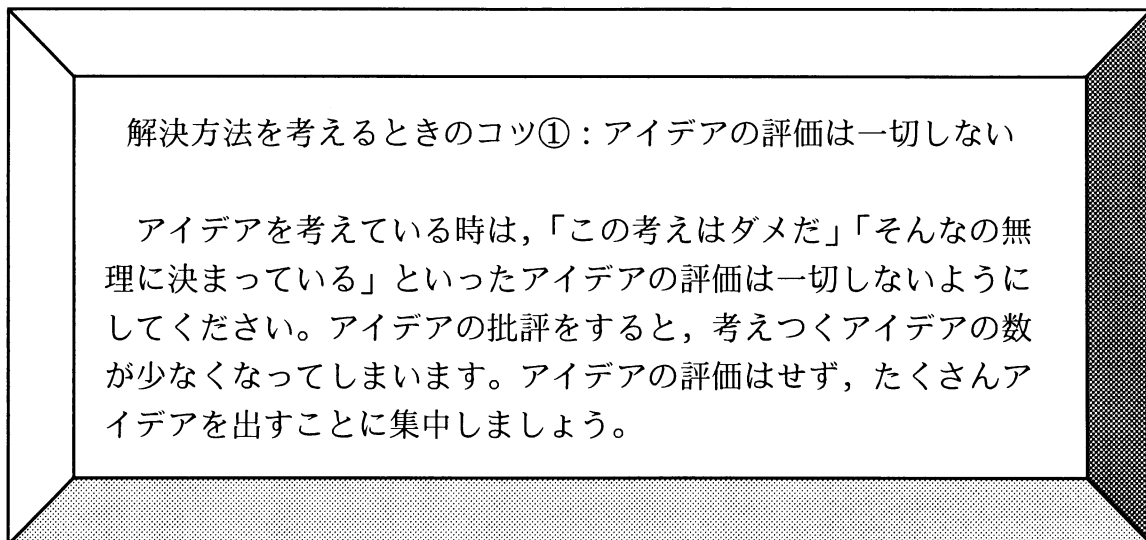 解決方法を考えるときのコツ①：アイデアの評価は一切しない
アイデアを考えている時は，「この考えはダメだ」「そんなの無
理に決まっている」といったアイデアの評価は一切しないように
してください。アイデアの批評をすると，考えつくアイデアの数
が少なくなってしまいます。アイデアの評価はせず，たくさんア
イデアを出すことに集中しましょう。